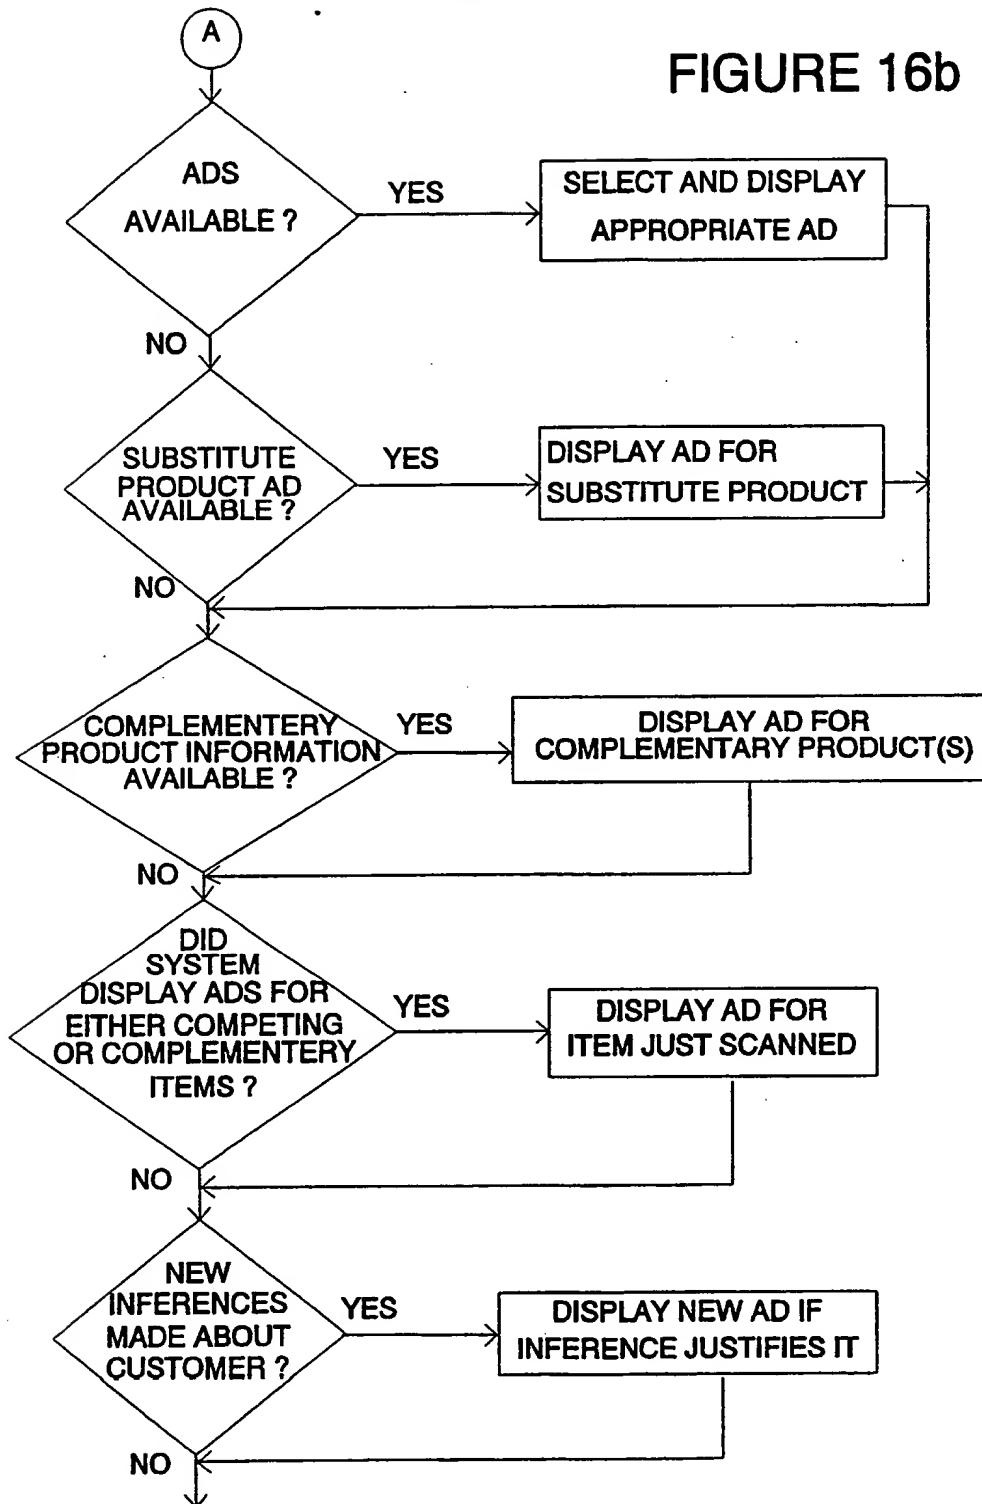 A
FIGURE 16b
ADS
AVAILABLE ?
YES
SELECT AND DISPLAY
APPROPRIATE AD
NO
SUBSTITUTE
PRODUCT AD
AVAILABLE ?
YES
DISPLAY AD FOR
SUBSTITUTE PRODUCT
NO
COMPLEMENTERY
PRODUCT INFORMATION
AVAILABLE ?
YES
DISPLAY AD FOR
COMPLEMENTARY PRODUCT(S)
NO
DID
SYSTEM
DISPLAY ADS FOR
EITHER COMPETING
OR COMPLEMENTERY
ITEMS ?
YES
DISPLAY AD FOR
ITEM JUST SCANNED
NO
NEW
INFERENCES
MADE ABOUT
CUSTOMER ?
YES
DISPLAY NEW AD IF
INFERENCE JUSTIFIES IT
NO